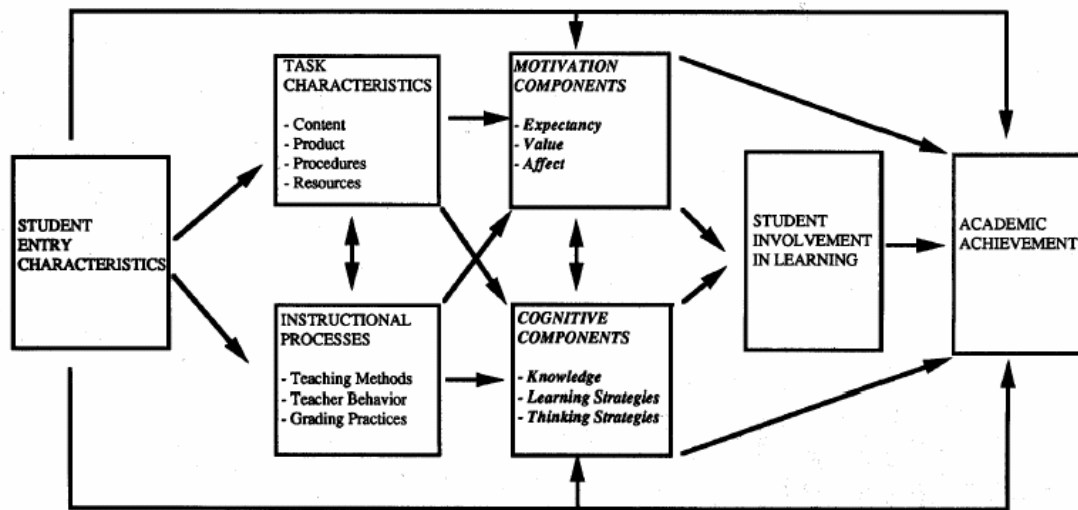 STUDENT
ENTRY
CHARACTERISTICS
TASK
CHARACTERISTICS
- Content
- Product
- Procedures
- Resources
INSTRUCTIONAL
PROCESSES
- Teaching Methods
- Teacher Behavior
- Grading Practices
MOTIVATION
COMPONENTS
- Expectancy
- Value
- Affect
COGNITIVE
COMPONENTS
- Knowledge
- Learning Strategies
- Thinking Strategies
STUDENT
INVOLVEMENT
IN LEARNING
ACADEMIC
ACHIEVEMENT